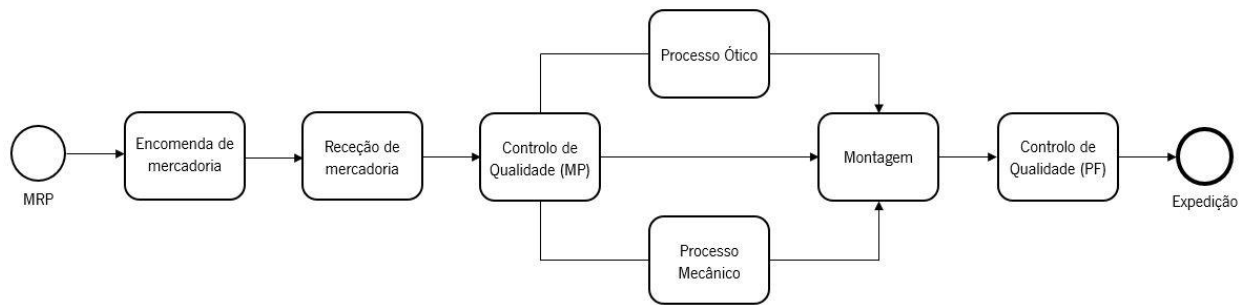 MRP
Encomenda de
mercadoria
Receção de
mercadoria
Controlo de
Qualidade (MP)
Processo Ótico
Processo
Mecânico
Montagem
Controlo de
Qualidade (PF)
Expedição